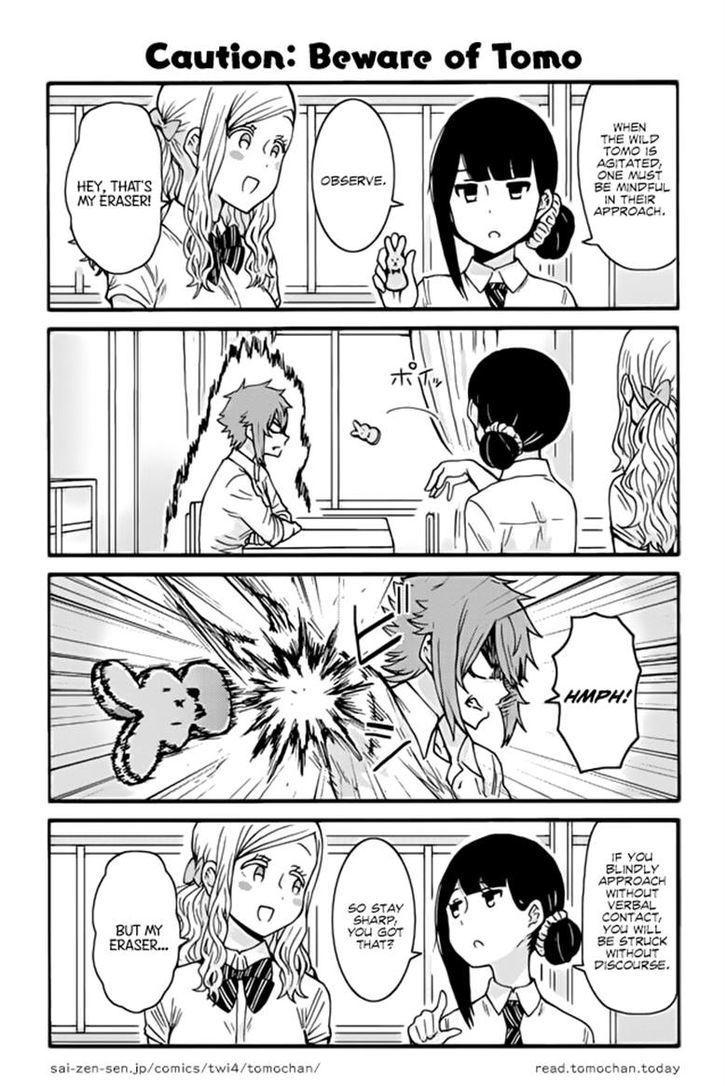 Caution: Beware of Tomo
WHEN
THE WILD
TOMO IS
AGITATED,
ONE MUST
BE MINDFUL
IN THEIR
APPROACH.
OBSERVE.
HEY, THAT'S
MY ERASER!
ポイッ
HMPH!
IF YOU
BLINDLY
APPROACH
WITHOUT
VERBAL
CONTACT,
YOU WILL
BE STRUCK
WITHOUT
DISCOURSE.
SO STAY
SHARP,
YOU GOT
THAT?
BUT MY
ERASER...
sai-zen-sen.jp/comics/twi4/tomochan/
read.tomochan.today